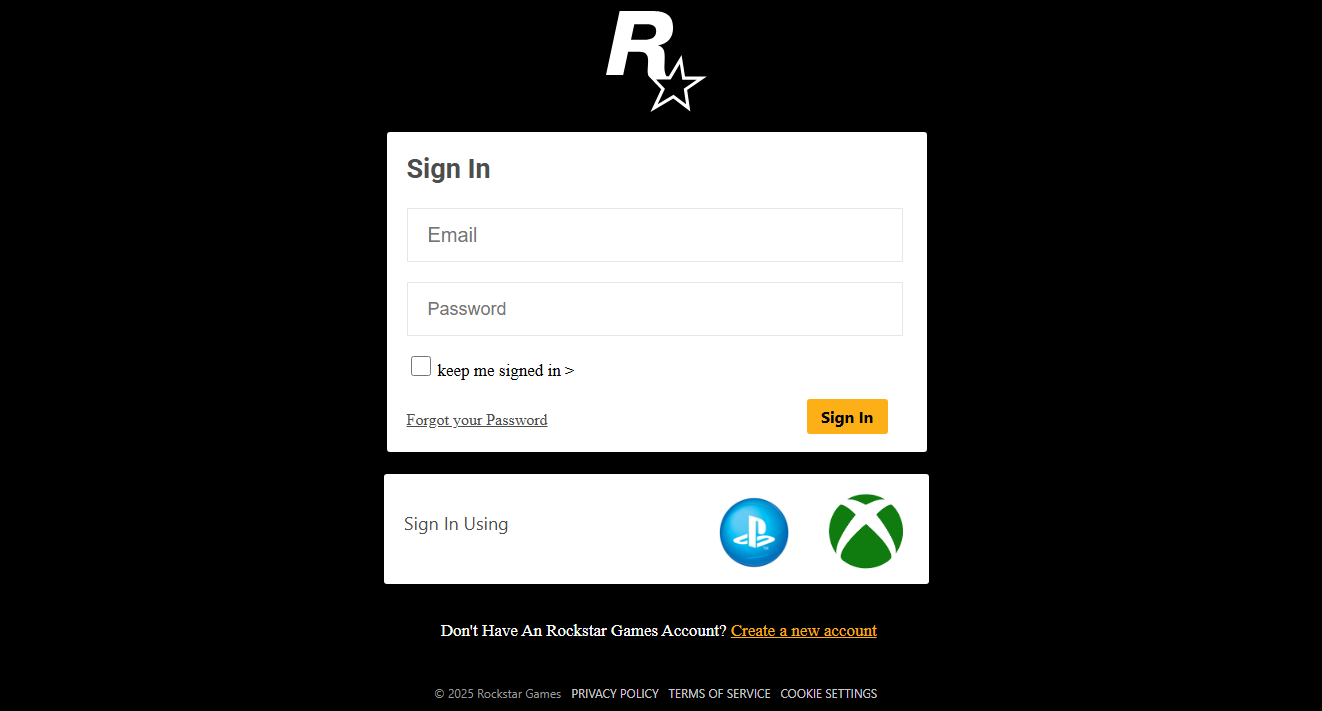 R
Sign In
Email
Password
keep me signed in >
Forgot your Password
Sign In
Sign In Using
Don't Have An Rockstar Games Account? Create a new account
© 2025 Rockstar Games PRIVACY POLICY TERMS OF SERVICE COOKIE SETTINGS